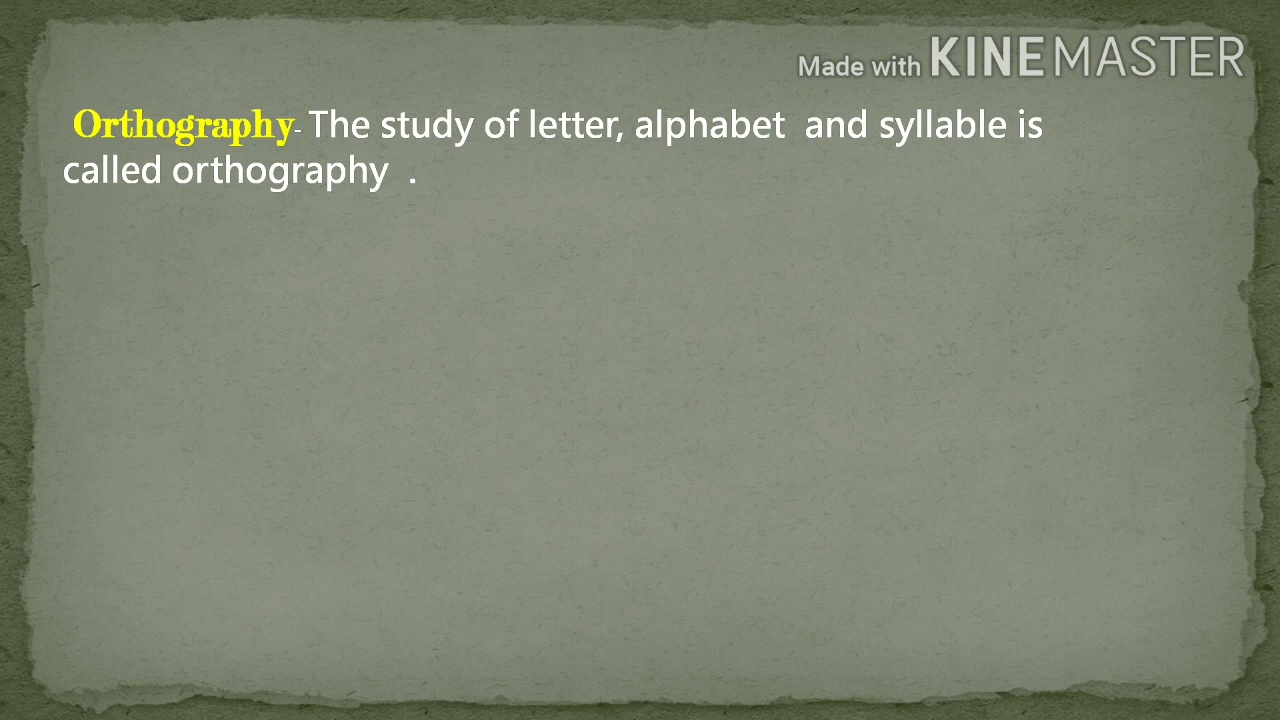 Made with KINEMASTER
Orthography- The study of letter, alphabet and syllable is
called orthography .